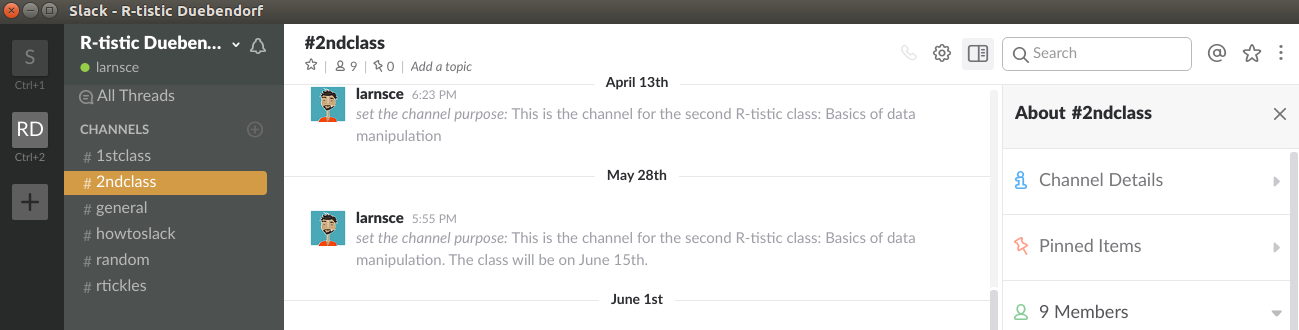 Slack - R-tistic Duebendorf
S
Ctrl+1
RD
Ctrl+2
R-tistic Dueben...
larnsce
All Threads
CHANNELS
# 1stclass
# 2ndclass
# general
# howtoslack
# random
# rtickles
#2ndclass
9 | 0 | Add a topic
Search
April 13th
larnsce 6:23 PM
set the channel purpose: This is the channel for the second R-tistic class: Basics of data
manipulation
May 28th
larnsce 5:55 PM
set the channel purpose: This is the channel for the second R-tistic class: Basics of data
manipulation. The class will be on June 15th.
June 1st
About #2ndclass
Channel Details
Pinned Items
9 Members